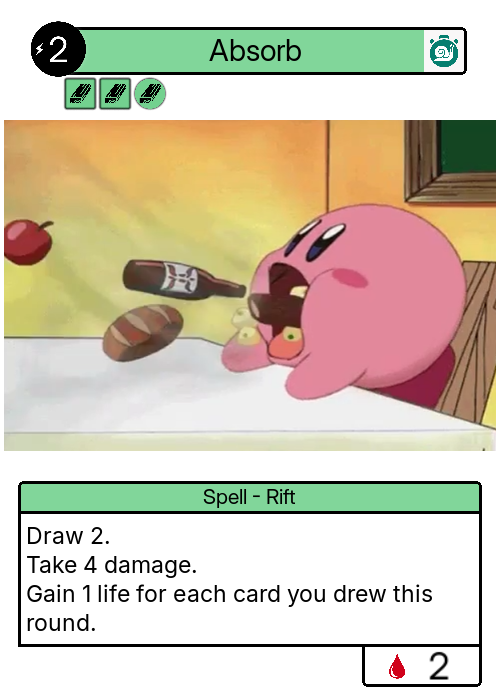 2
Absorb
Spell - Rift
Draw 2.
Take 4 damage.
Gain 1 life for each card you drew this
round.
2